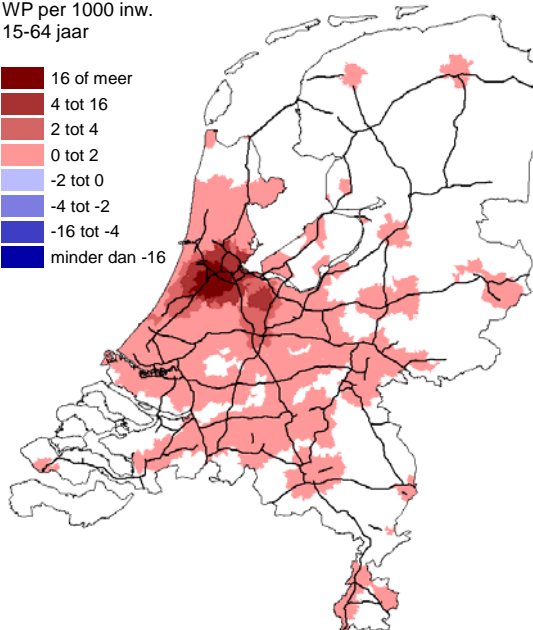 WP per 1000 inw.
15-64 jaar
16 of meer
4 tot 16
2 tot 4
0 tot 2
-2 tot 0
-4 tot -2
-16 tot -4
minder dan -16